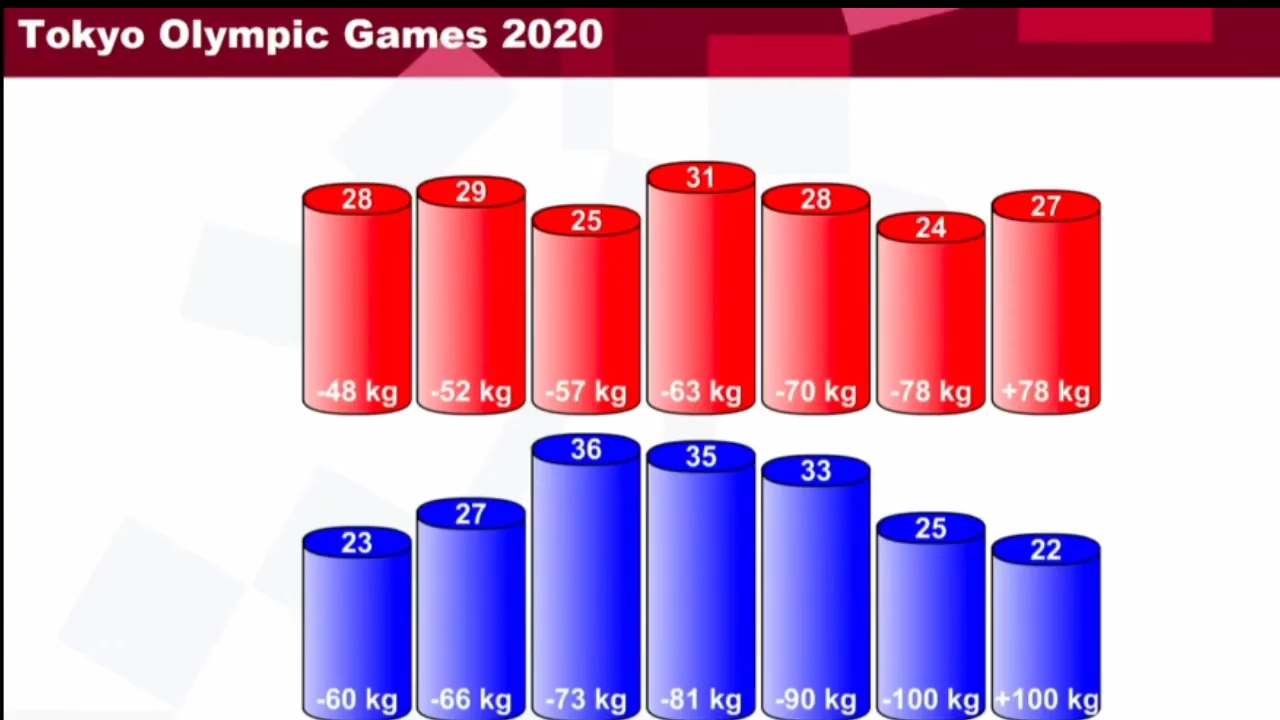 Tokyo Olympic Games 2020
28 29 25 31 28 24 27
-48 kg -52 kg -57 kg -63 kg -70 kg -78 kg +78 kg
23 27 36 35 33 25 22
-60 kg -66 kg -73 kg -81 kg -90 kg -100 kg +100 kg